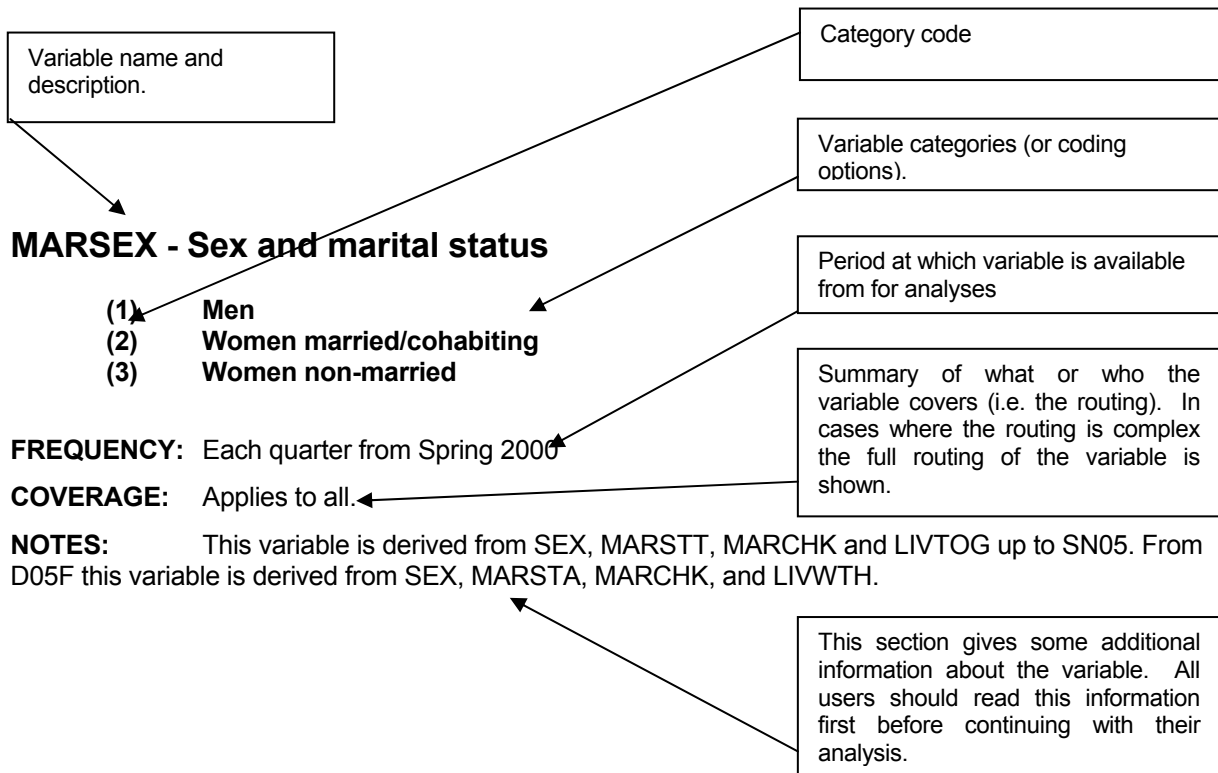 Category code
Variable name and
description.
Variable categories (or coding
options).
MARSEX - Sex and marital status
Period at which variable is available
from for analyses
(1) Men
(2) Women married/cohabiting
(3) Women non-married
Summary of what or who the
variable covers (i.e. the routing). In
cases where the routing is complex
the full routing of the variable is
shown.
FREQUENCY: Each quarter from Spring 2000
COVERAGE: Applies to all.
NOTES: This variable is derived from SEX, MARSTT, MARCHK and LIVTOG up to SN05. From
D05F this variable is derived from SEX, MARSTA, MARCHK, and LIVWTH.
This section gives some additional
information about the variable. All
users should read this information
first before continuing with their
analysis.